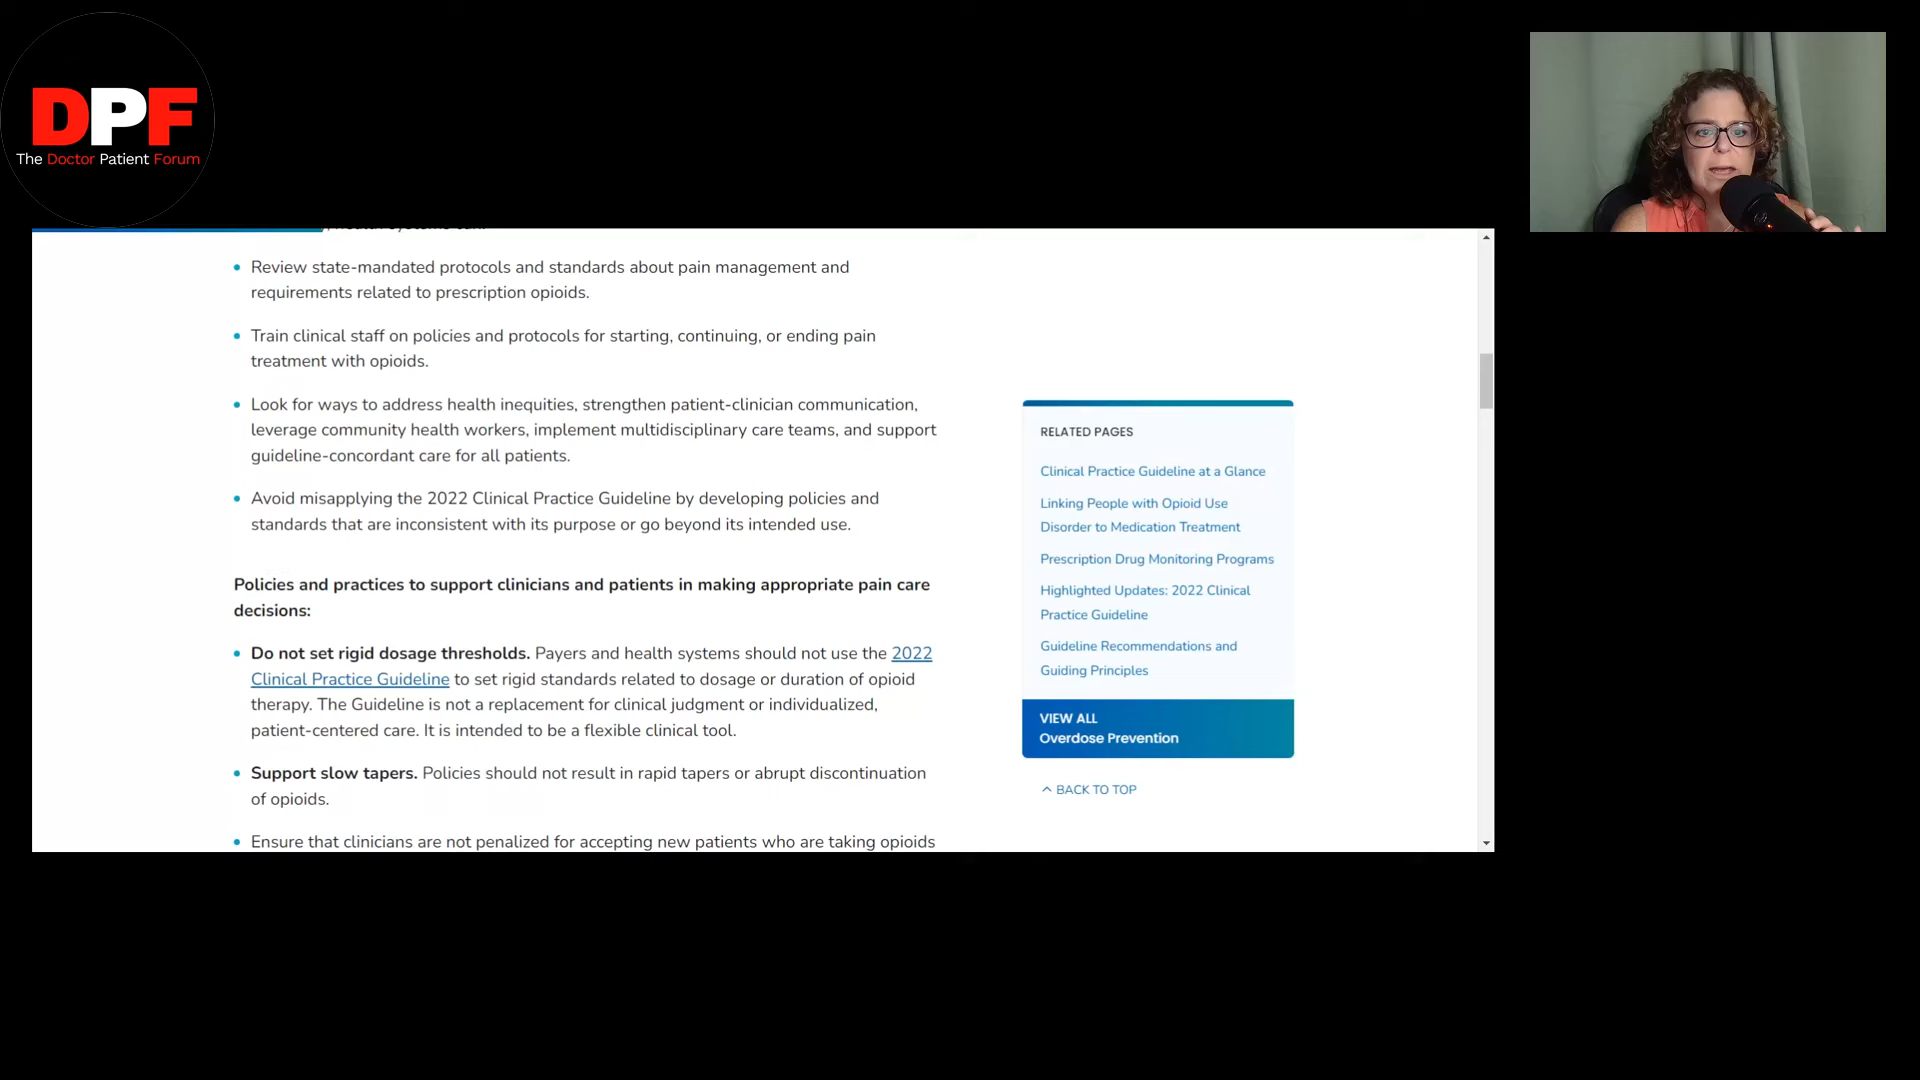 DPF
The Doctor Patient Forum
Review state-mandated protocols and standards about pain management and
requirements related to prescription opioids.
Train clinical staff on policies and protocols for starting, continuing, or ending pain
treatment with opioids.
Look for ways to address health inequities, strengthen patient-clinician communication,
leverage community health workers, implement multidisciplinary care teams, and support
guideline-concordant care for all patients.
Avoid misapplying the 2022 Clinical Practice Guideline by developing policies and
standards that are inconsistent with its purpose or go beyond its intended use.
Policies and practices to support clinicians and patients in making appropriate pain care
decisions:
Do not set rigid dosage thresholds. Payers and health systems should not use the 2022
Clinical Practice Guideline to set rigid standards related to dosage or duration of opioid
therapy. The Guideline is not a replacement for clinical judgment or individualized,
patient-centered care. It is intended to be a flexible clinical tool.
Support slow tapers. Policies should not result in rapid tapers or abrupt discontinuation
of opioids.
Ensure that clinicians are not penalized for accepting new patients who are taking opioids
RELATED PAGES
Clinical Practice Guideline at a Glance
Linking People with Opioid Use
Disorder to Medication Treatment
Prescription Drug Monitoring Programs
Highlighted Updates: 2022 Clinical
Practice Guideline
Guideline Recommendations and
Guiding Principles
VIEW ALL
Overdose Prevention
BACK TO TOP